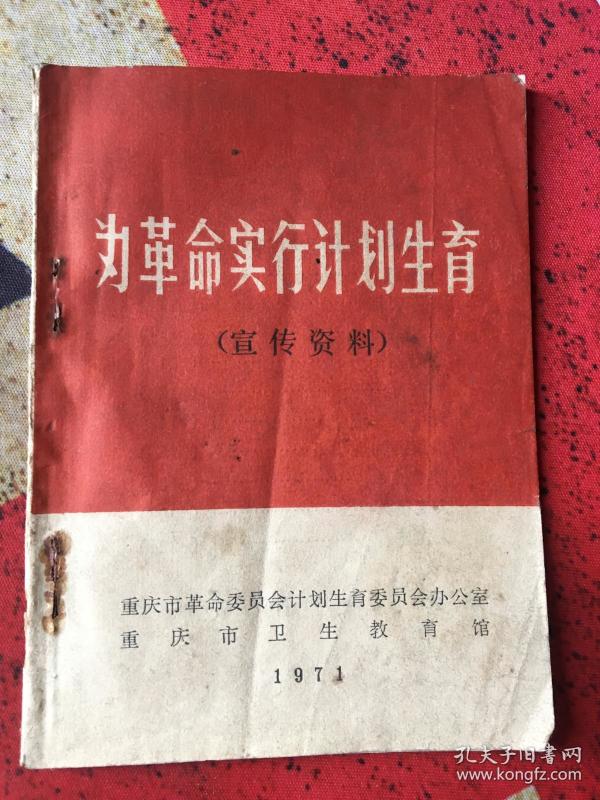 为革命实行计划生育
(宣传资料)
重庆市革命委员会计划生育委员会办公室
重庆市卫生教育馆
1971
孔夫子旧书网
www.kongfz.com